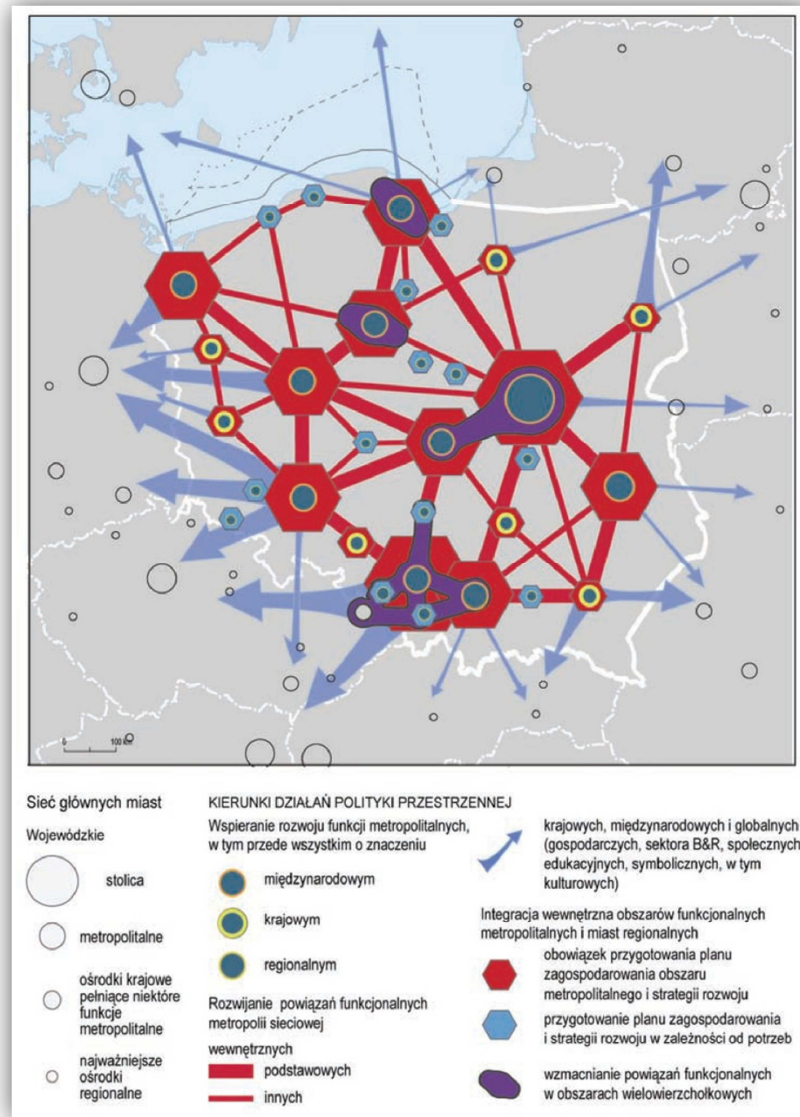 0 100 km
Sieć głównych miast
Wojewódzkie
stolica
metropolitalne
ośrodki krajowe
pełniące niektóre
funkcje
metropolitalne
najważniejsze
ośrodki
regionalne
KIERUNKI DZIAŁAŃ POLITYKI PRZESTRZENNEJ
Wspieranie rozwoju funkcji metropolitalnych,
w tym przede wszystkim o znaczeniu
międzynarodowym
krajowym
regionalnym
Rozwijanie powiązań funkcjonalnych
metropolii sieciowej
wewnętrznych
podstawowych
innych
krajowych, międzynarodowych i globalnych
(gospodarczych, sektora B&R, społecznych
edukacyjnych, symbolicznych, w tym
kulturowych)
Integracja wewnętrzna obszarów funkcjonalnych
metropolitalnych i miast regionalnych
obowiązek przygotowania planu
zagospodarowania obszaru
metropolitalnego i strategii rozwoju
przygotowanie planu zagospodarowania
i strategii rozwoju w zależności od potrzeb
wzmacnianie powiązań funkcjonalnych
w obszarach wielowierzchołkowych